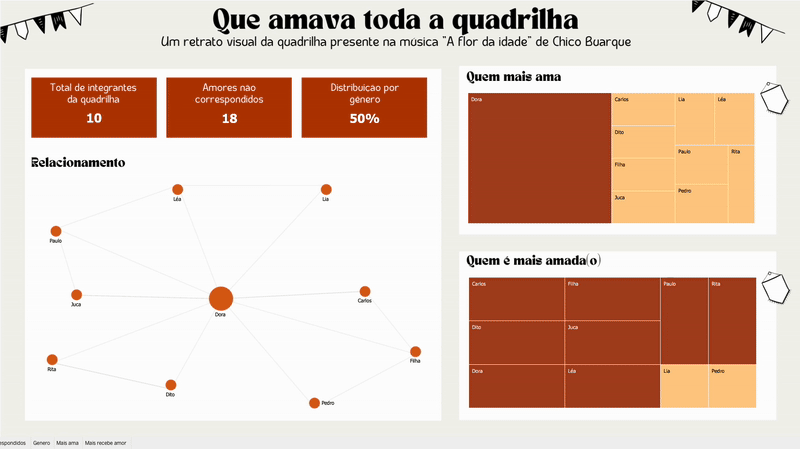 Que amava toda a quadrilha
Um retrato visual da quadrilha presente na música "A flor da idade" de Chico Buarque
Total de integrantes
da quadrilha
10
Amores não
correspondidos
18
Distribuicao por
gênero
50%
Relacionamento
Léa
Lia
Paulo
Juca
Dora
Carlos
Rita
Dito
Filha
Pedro
Quem mais ama
Dora
Carlos
Dito
Filha
Juca
Lia
Léa
Paulo
Rita
Pedro
Quem é mais amada(o)
Carlos
Filha
Paulo
Rita
Dito
Juca
Dora
Léa
Lia
Pedro
espondidos Genero Mais ama Mais recebe amor